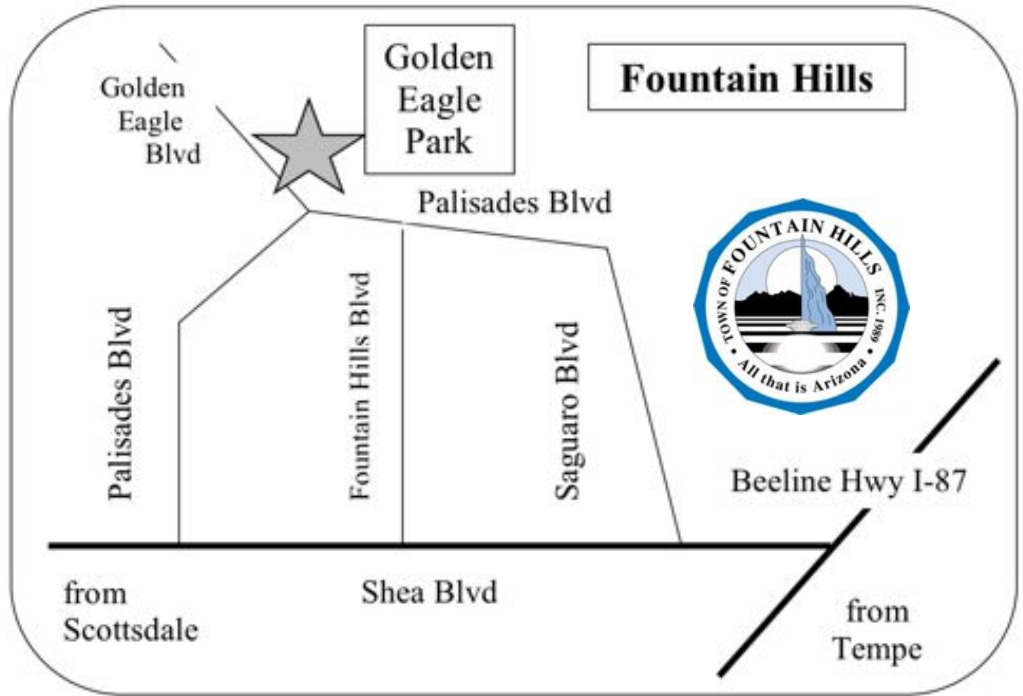 Golden
Eagle
Park
Fountain Hills
Golden
Eagle
Blvd
Palisades Blvd
TOWN OF FOUNTAIN HILLS INC. 1989
• All that is Arizona •
Palisades Blvd
Fountain Hills Blvd
Saguaro Blvd
Beeline Hwy I-87
from
Scottsdale
Shea Blvd
from
Tempe